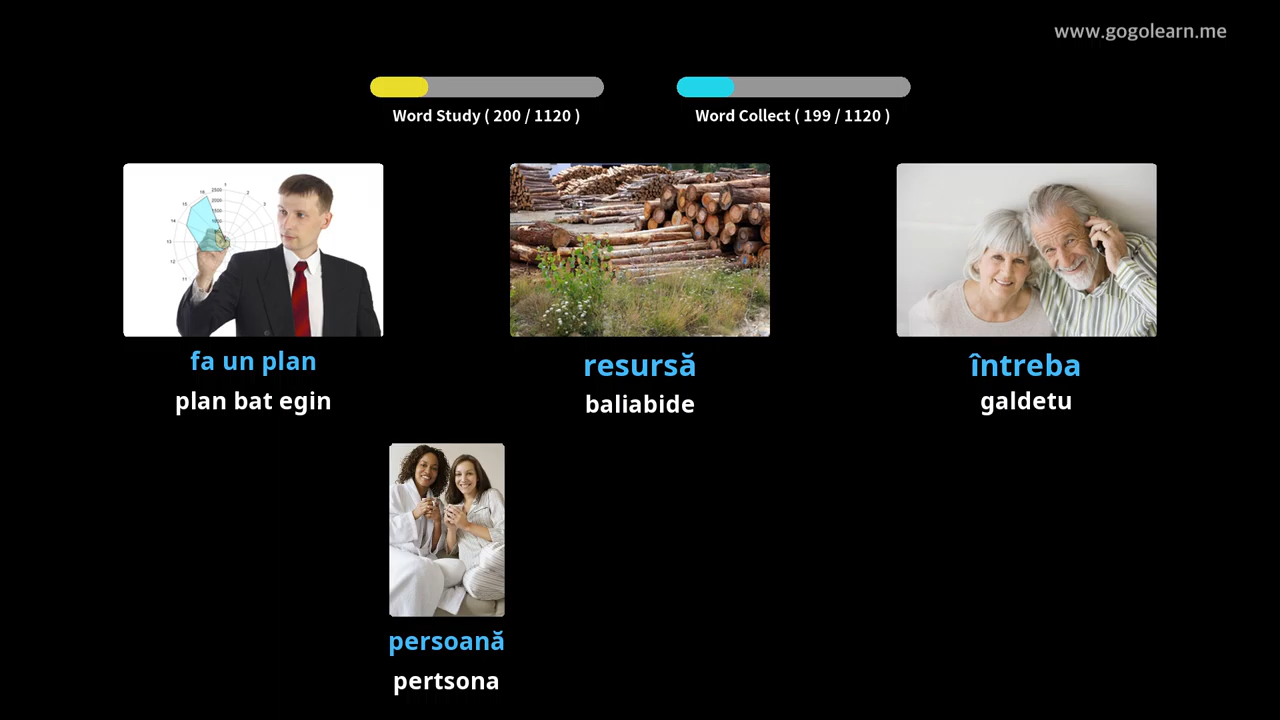 www.gogolearn.me
Word Study ( 200 / 1120 )
Word Collect ( 199 / 1120 )
fa un plan
plan bat egin
resursă
baliabide
întreba
galdetu
persoană
pertsona